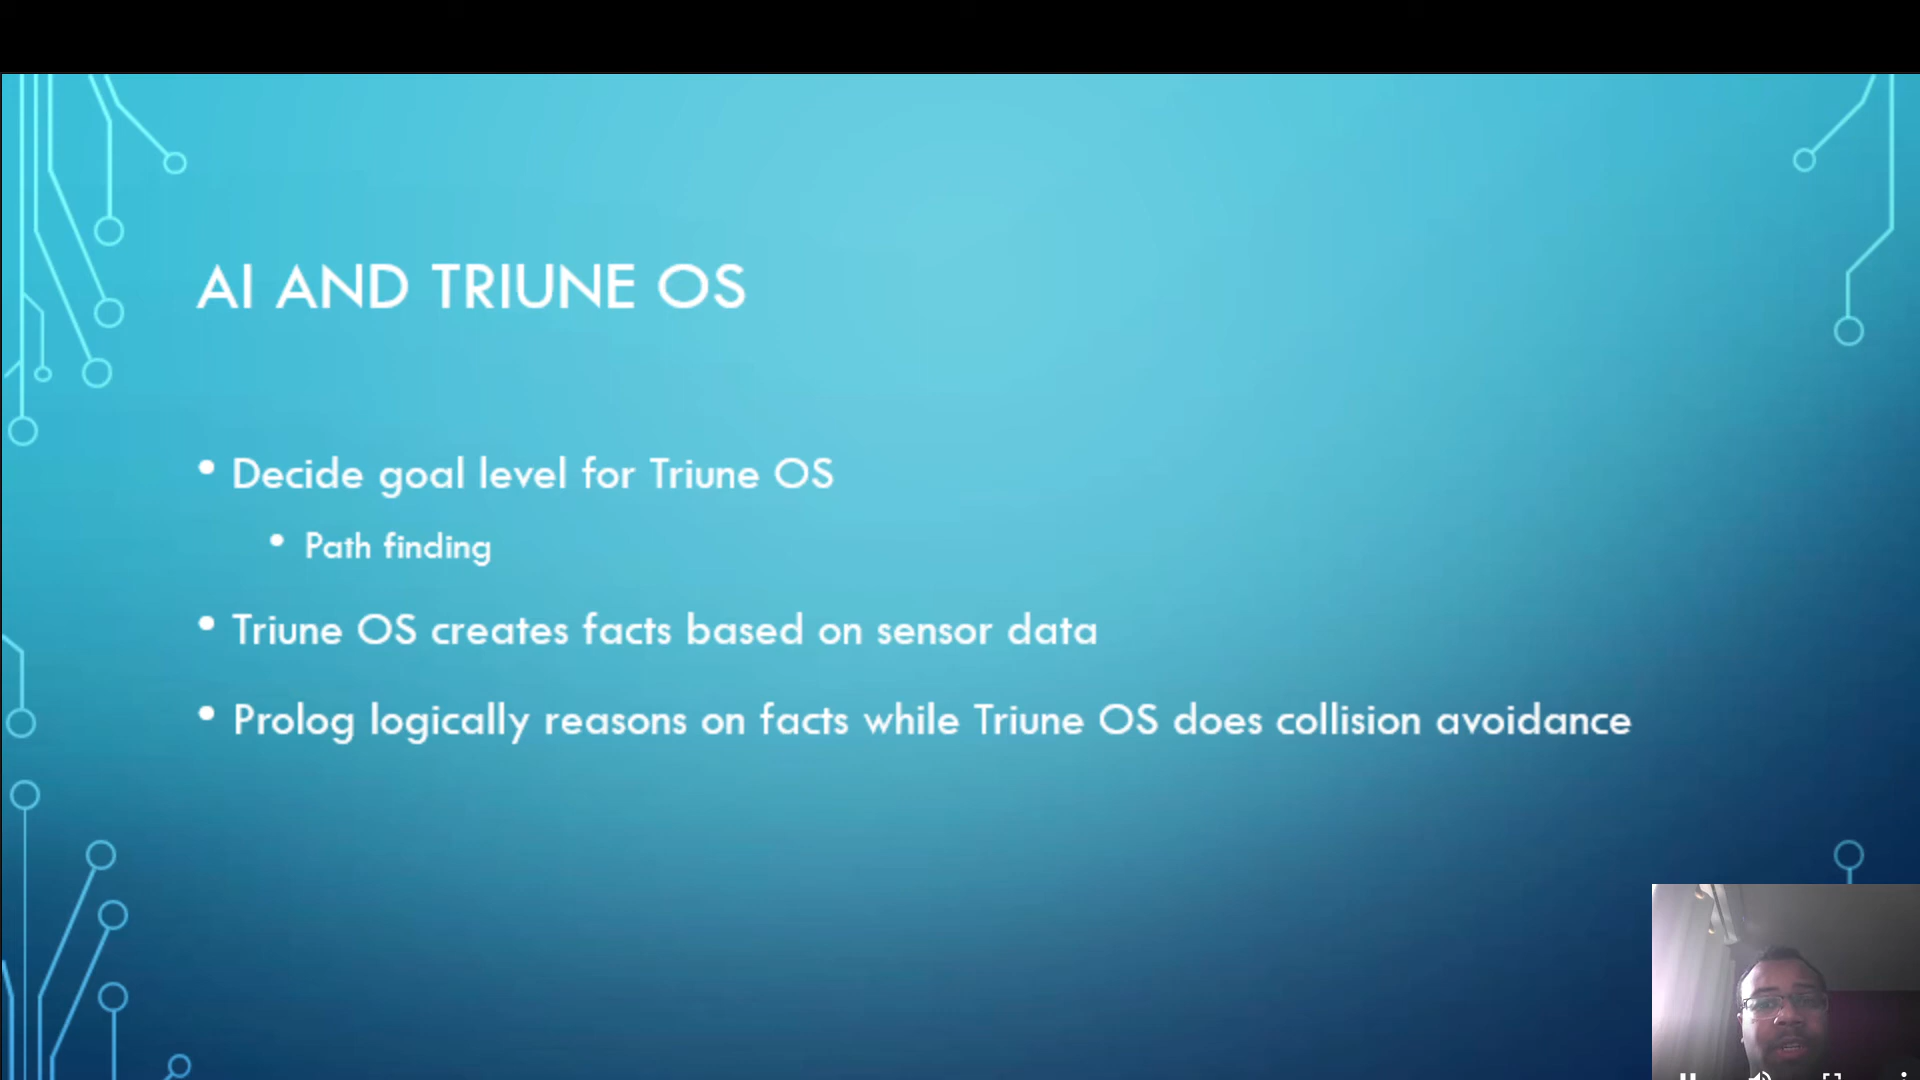 AI AND TRIUNE OS
• Decide goal level for Triune OS
• Path finding
• Triune OS creates facts based on sensor data
• Prolog logically reasons on facts while Triune OS does collision avoidance